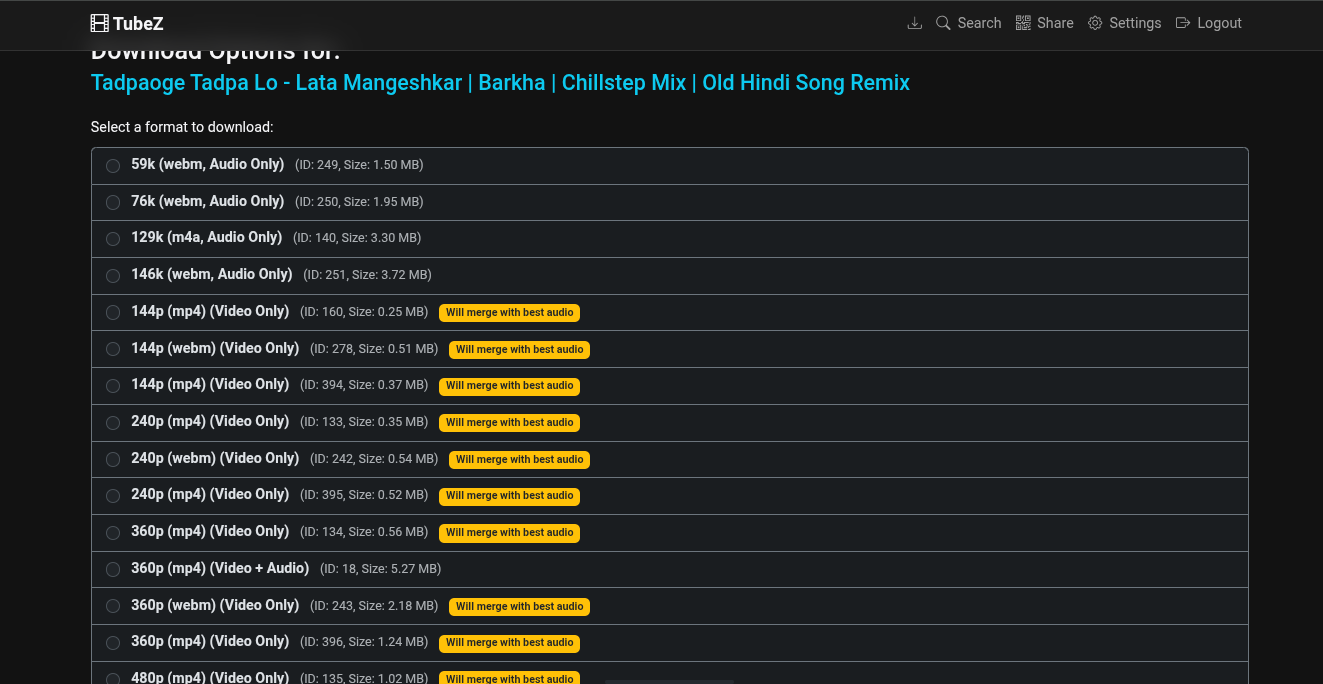 TubeZ
Search Share Settings Logout
Download Options for:
Tadpaoge Tadpa Lo - Lata Mangeshkar | Barkha | Chillstep Mix | Old Hindi Song Remix
Select a format to download:
59k (webm, Audio Only) (ID: 249, Size: 1.50 MB)
76k (webm, Audio Only) (ID: 250, Size: 1.95 MB)
129k (m4a, Audio Only) (ID: 140, Size: 3.30 MB)
146k (webm, Audio Only) (ID: 251, Size: 3.72 MB)
144p (mp4) (Video Only) (ID: 160, Size: 0.25 MB) Will merge with best audio
144p (webm) (Video Only) (ID: 278, Size: 0.51 MB) Will merge with best audio
144p (mp4) (Video Only) (ID: 394, Size: 0.37 MB) Will merge with best audio
240p (mp4) (Video Only) (ID: 133, Size: 0.35 MB) Will merge with best audio
240p (webm) (Video Only) (ID: 242, Size: 0.54 MB) Will merge with best audio
240p (mp4) (Video Only) (ID: 395, Size: 0.52 MB) Will merge with best audio
360p (mp4) (Video Only) (ID: 134, Size: 0.56 MB) Will merge with best audio
360p (mp4) (Video + Audio) (ID: 18, Size: 5.27 MB)
360p (webm) (Video Only) (ID: 243, Size: 2.18 MB) Will merge with best audio
360p (mp4) (Video Only) (ID: 396, Size: 1.24 MB) Will merge with best audio
480p (mp4) (Video Only) (ID: 135, Size: 1.02 MB) Will merge with best audio